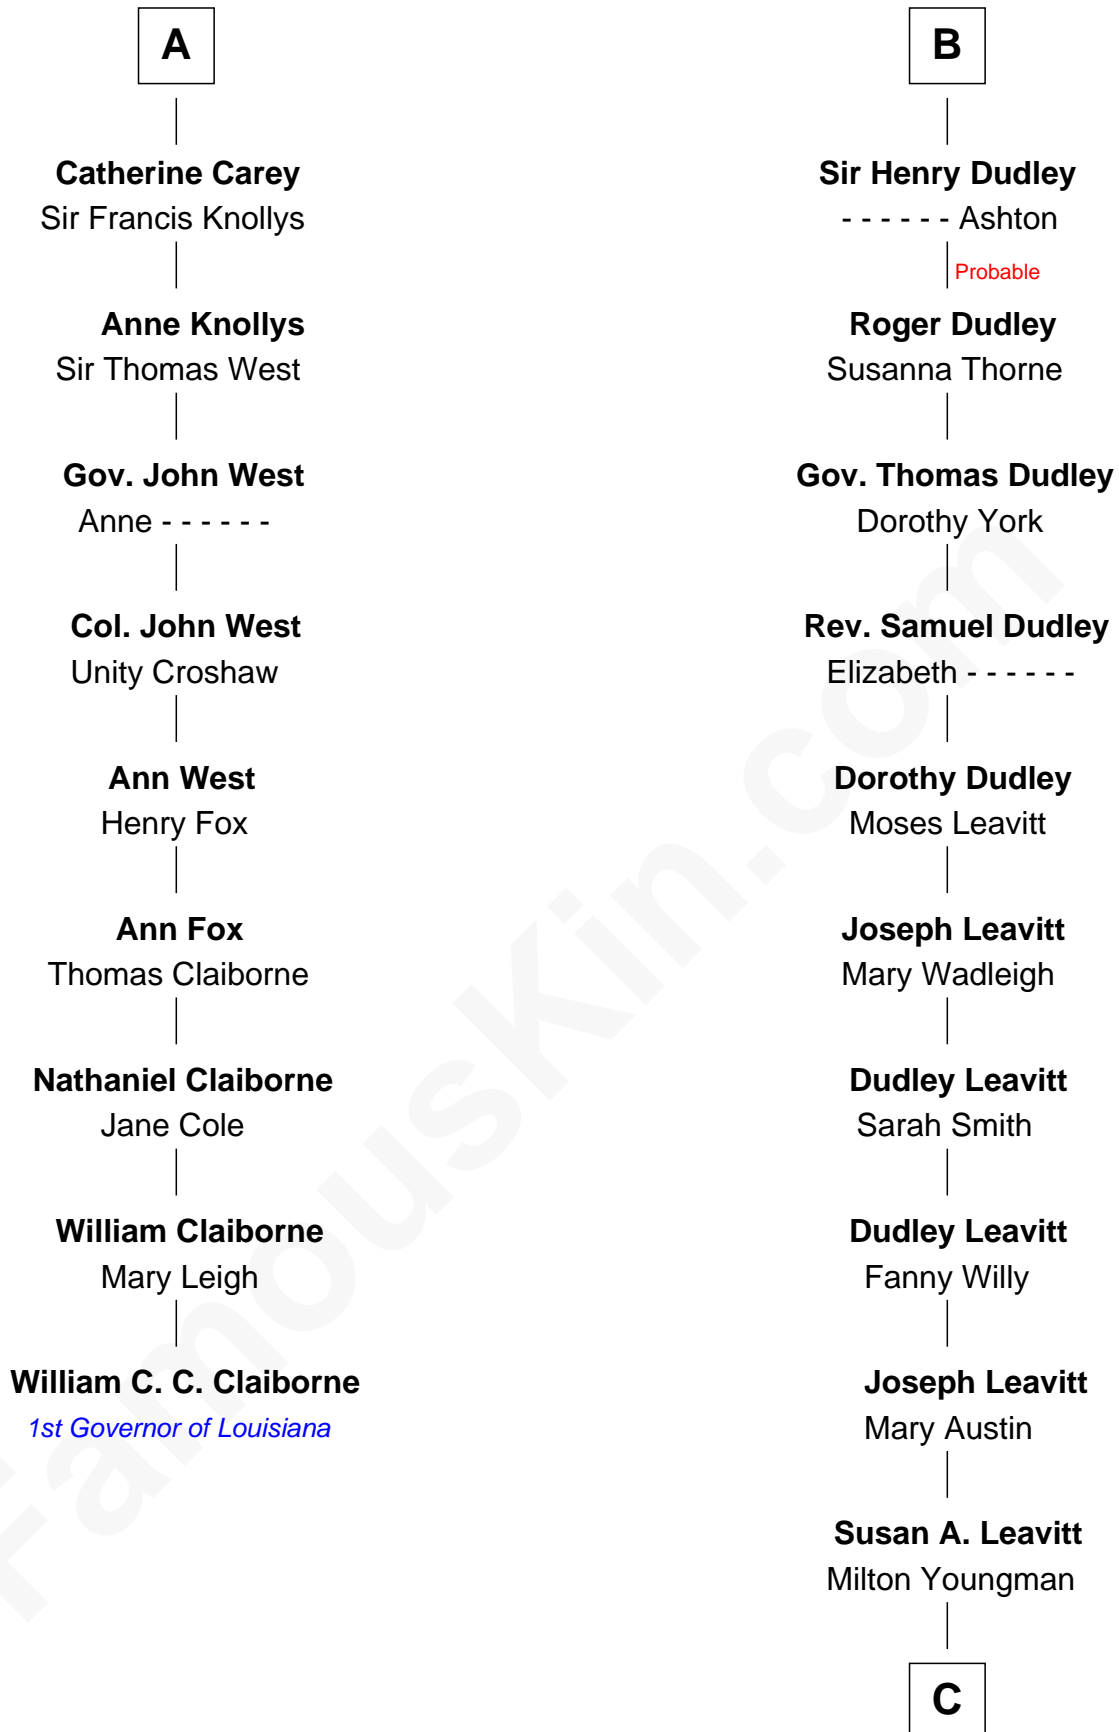 A
Catherine Carey
Sir Francis Knollys
Anne Knollys
Sir Thomas West
Gov. John West
Anne - - - - - -
Col. John West
Unity Croshaw
Ann West
Henry Fox
Ann Fox
Thomas Claiborne
Nathaniel Claiborne
Jane Cole
William Claiborne
Mary Leigh
William C. C. Claiborne
1st Governor of Louisiana
B
Sir Henry Dudley
- - - - - - Ashton
Probable
Roger Dudley
Susanna Thorne
Gov. Thomas Dudley
Dorothy York
Rev. Samuel Dudley
Elizabeth - - - - - -
Dorothy Dudley
Moses Leavitt
Joseph Leavitt
Mary Wadleigh
Dudley Leavitt
Sarah Smith
Dudley Leavitt
Fanny Willy
Joseph Leavitt
Mary Austin
Susan A. Leavitt
Milton Youngman
C
FamousKin.com